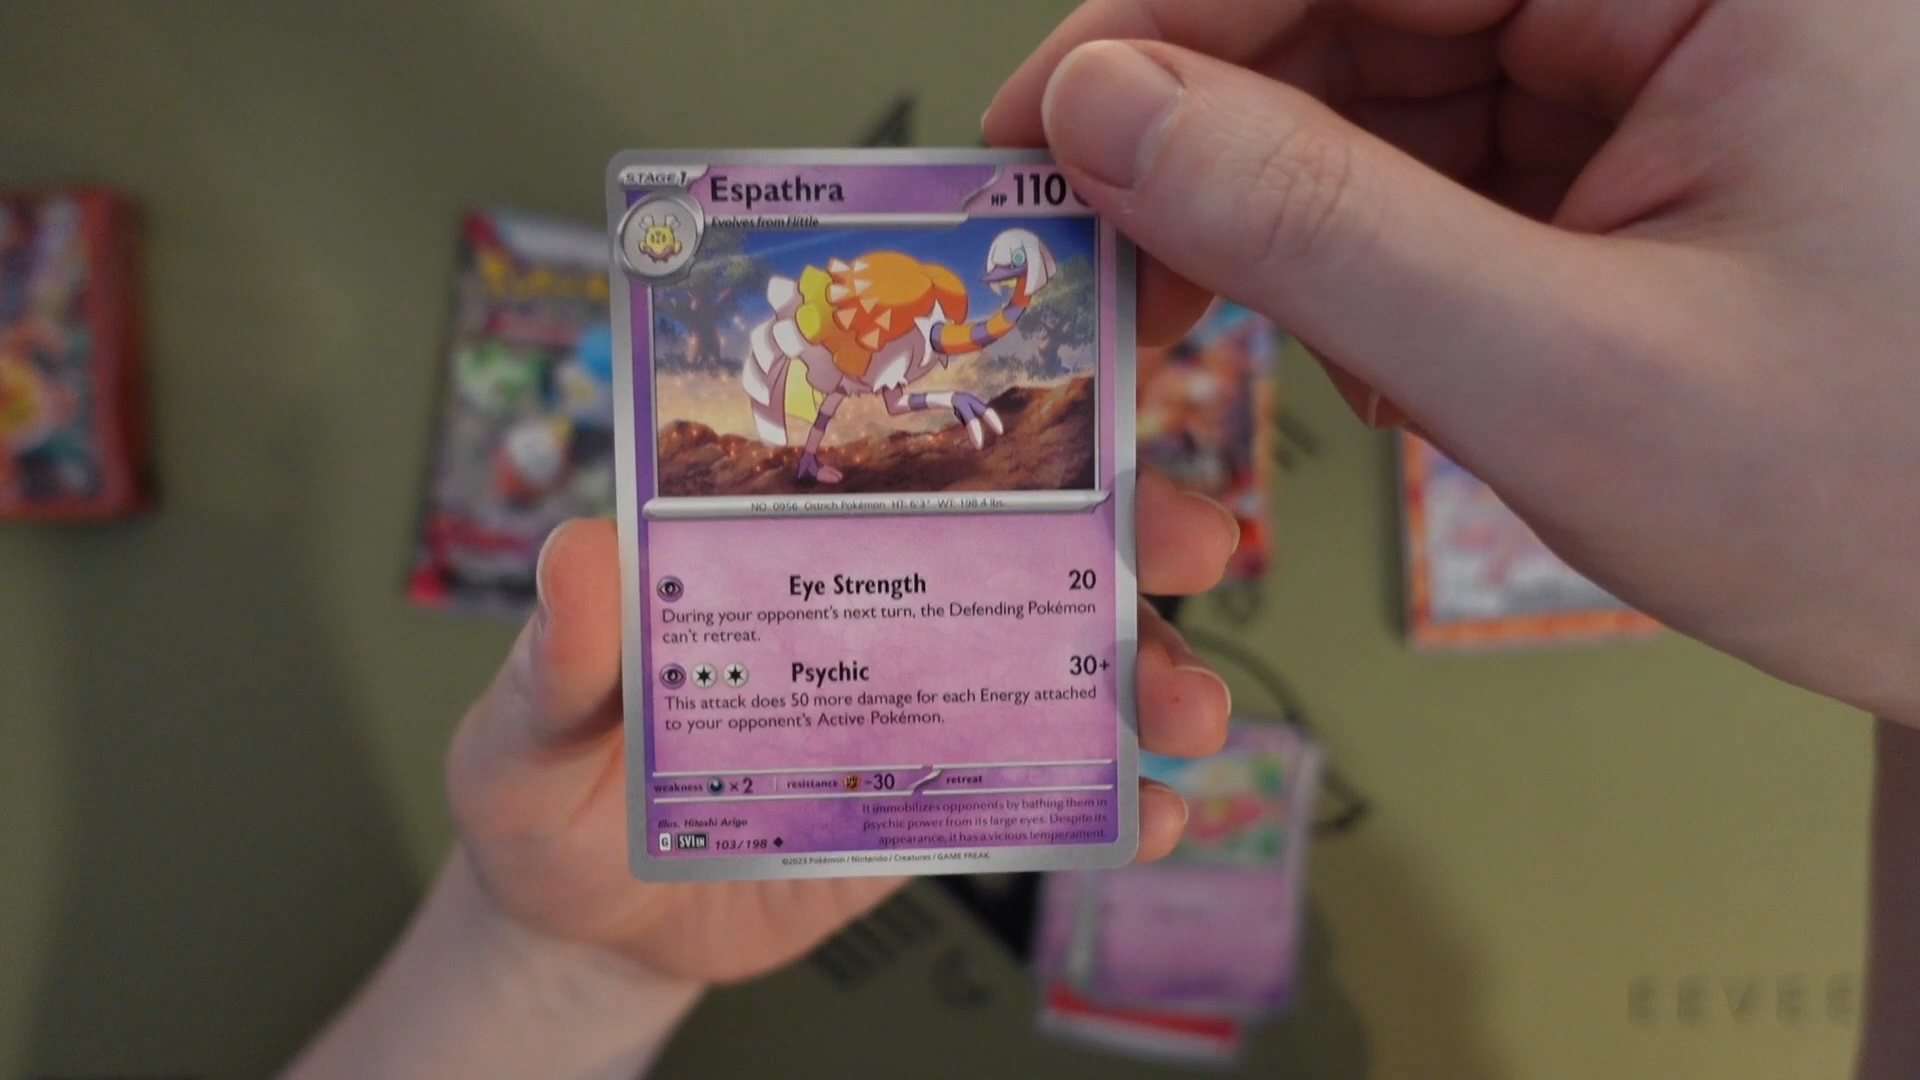 STAGE 1
Espathra
HP 110
Evolves from Flittle
NO. 0956 Ostrich Pokémon HT: 6'3" WT: 198.4 lbs.
Eye Strength 20
During your opponent's next turn, the Defending Pokémon
can't retreat.
Psychic 30+
This attack does 50 more damage for each Energy attached
to your opponent's Active Pokémon.
weakness ×2 resistance -30 retreat
It immobilizes opponents by bathing them in
psychic power from its large eyes. Despite its
appearance, it has a vicious temperament.
Illus. Hitoshi Ariga
G SVI EN 103/198
©2023 Pokémon / Nintendo / Creatures / GAME FREAK
EEVEE